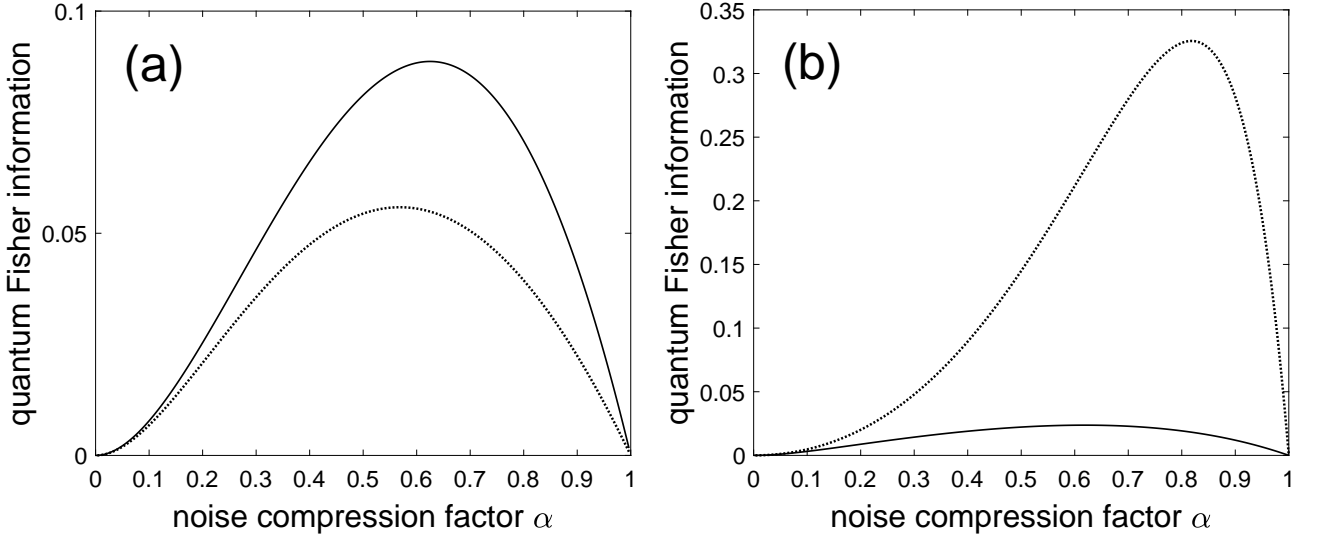 (a)
quantum Fisher information
0.1
0.05
0
0 0.1 0.2 0.3 0.4 0.5 0.6 0.7 0.8 0.9 1
noise compression factor α
(b)
quantum Fisher information
0.35
0.3
0.25
0.2
0.15
0.1
0.05
0
0 0.1 0.2 0.3 0.4 0.5 0.6 0.7 0.8 0.9 1
noise compression factor α